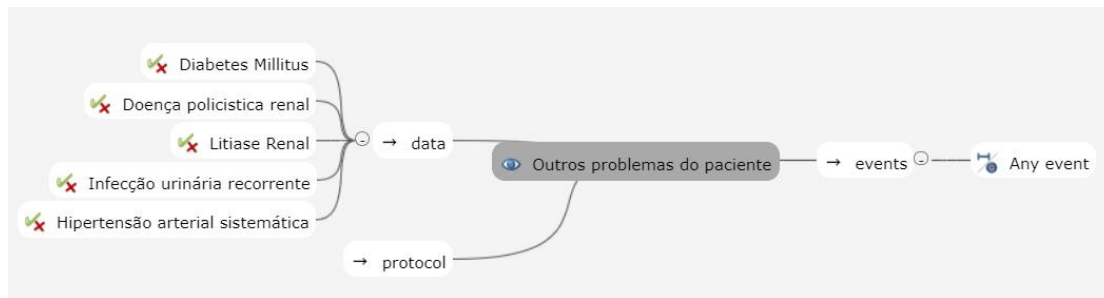 Diabetes Millitus
Doença policistica renal
Litiase Renal
Infecção urinária recorrente
Hipertensão arterial sistemática
→ data
→ protocol
Outros problemas do paciente
→ events
Any event